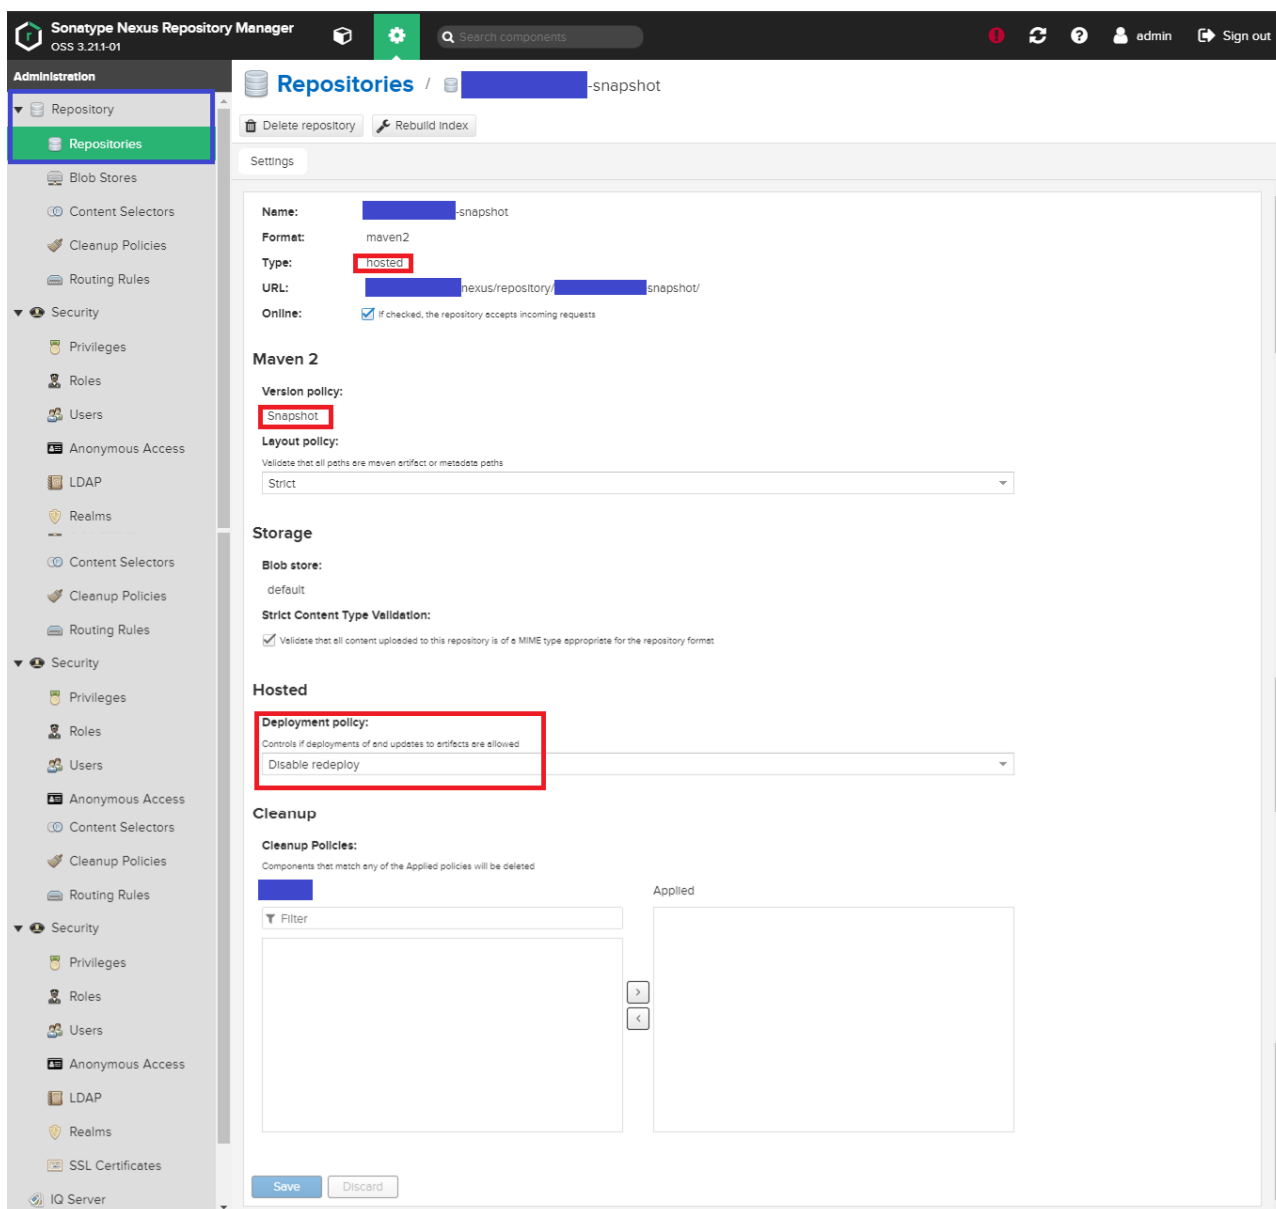 Sonatype Nexus Repository Manager
OSS 3.21.1-01
Search components
admin
Sign out
Administration
Repository
Repositories
Blob Stores
Content Selectors
Cleanup Policies
Routing Rules
Security
Privileges
Roles
Users
Anonymous Access
LDAP
Realms
Content Selectors
Cleanup Policies
Routing Rules
Security
Privileges
Roles
Users
Anonymous Access
Content Selectors
Cleanup Policies
Routing Rules
Security
Privileges
Roles
Users
Anonymous Access
LDAP
Realms
SSL Certificates
IQ Server
Repositories / -snapshot
Delete repository
Rebuild Index
Settings
Name: -snapshot
Format: maven2
Type: hosted
URL: nexus/repository/ snapshot/
Online: If checked, the repository accepts incoming requests
Maven 2
Version policy:
Snapshot
Layout policy:
Validate that all paths are maven artifact or metadata paths
Strict
Storage
Blob store:
default
Strict Content Type Validation:
Validate that all content uploaded to this repository is of a MIME type appropriate for the repository format
Hosted
Deployment policy:
Controls if deployments of and updates to artifacts are allowed
Disable redeploy
Cleanup
Cleanup Policies:
Components that match any of the Applied policies will be deleted
Applied
Filter
Save
Discard